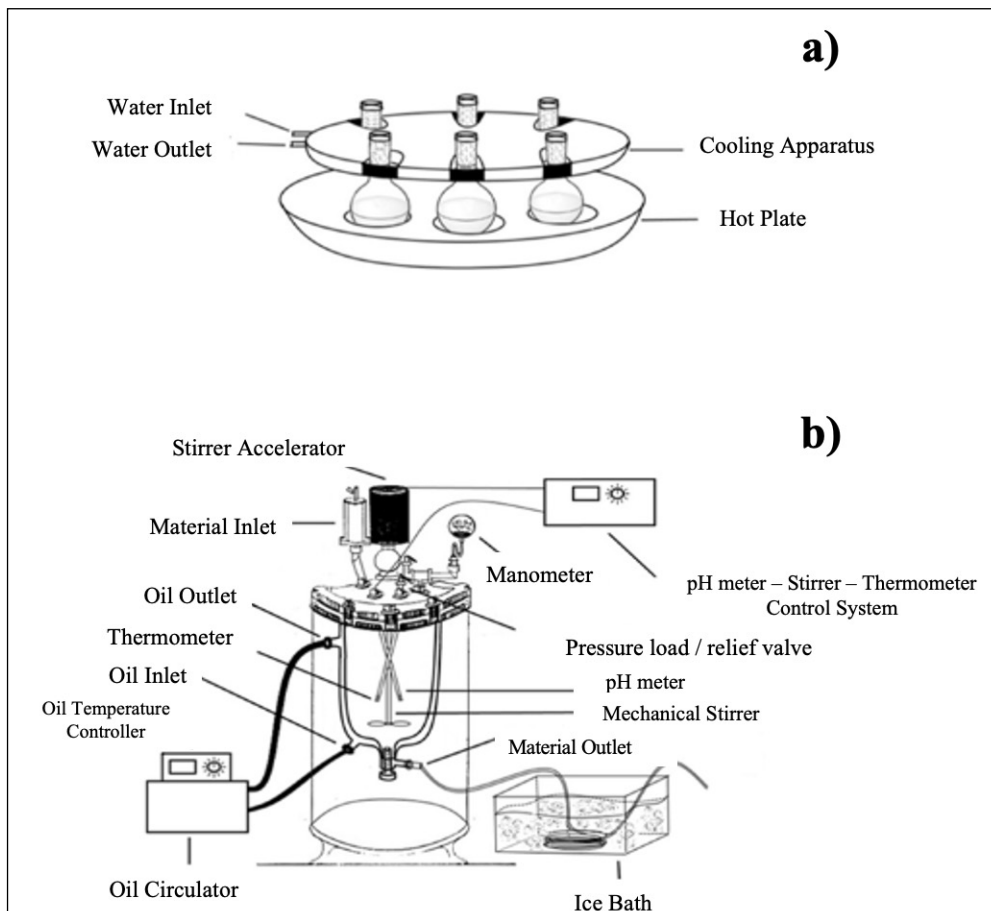 a)
Water Inlet
Water Outlet
Cooling Apparatus
Hot Plate
b)
Stirrer Accelerator
Material Inlet
Manometer
pH meter – Stirrer – Thermometer
Control System
Oil Outlet
Thermometer
Pressure load / relief valve
Oil Inlet
pH meter
Oil Temperature
Controller
Mechanical Stirrer
Material Outlet
Oil Circulator
Ice Bath